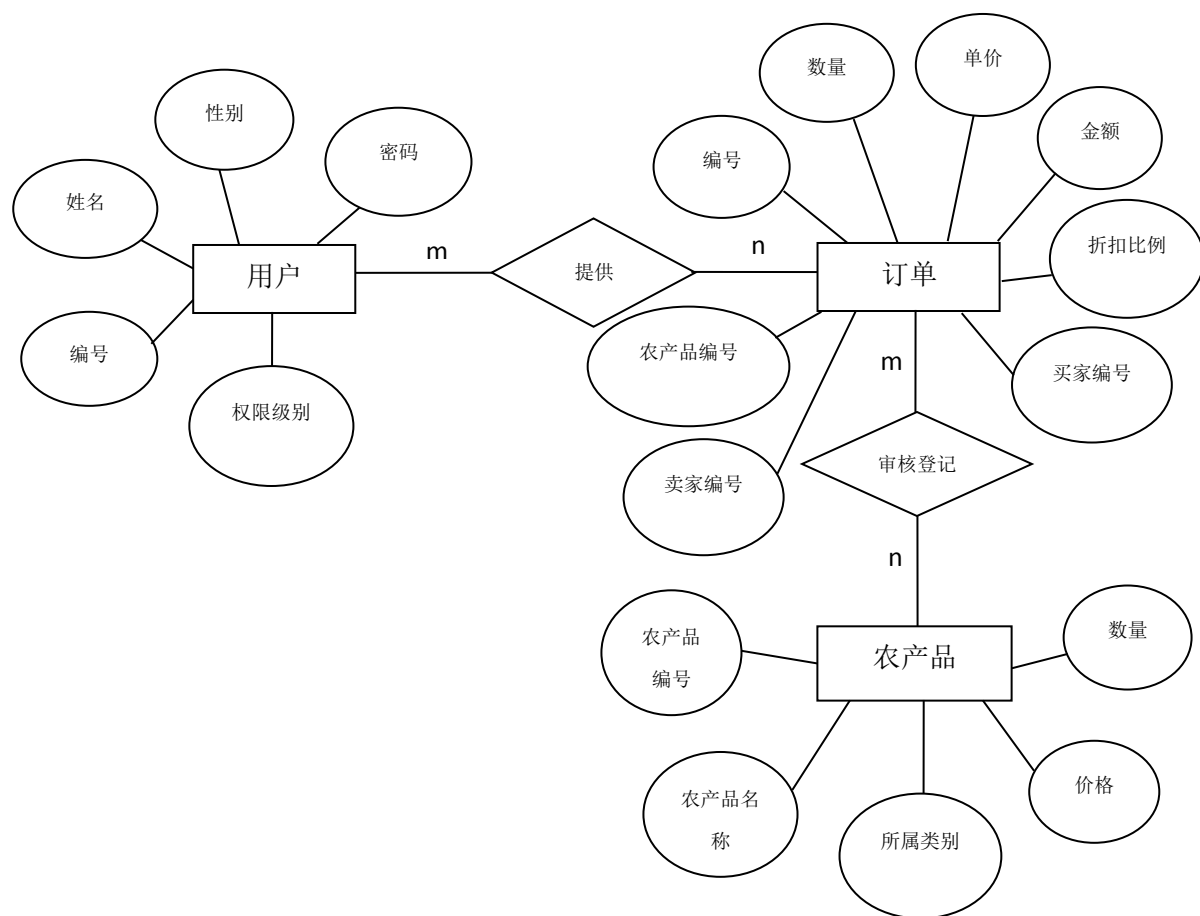 数量
单价
性别
金额
密码
编号
姓名
折扣比例
m
n
用户
提供
订单
编号
农产品编号
m
买家编号
权限级别
卖家编号
审核登记
n
农产品
编号
农产品
数量
农产品名
称
所属类别
价格